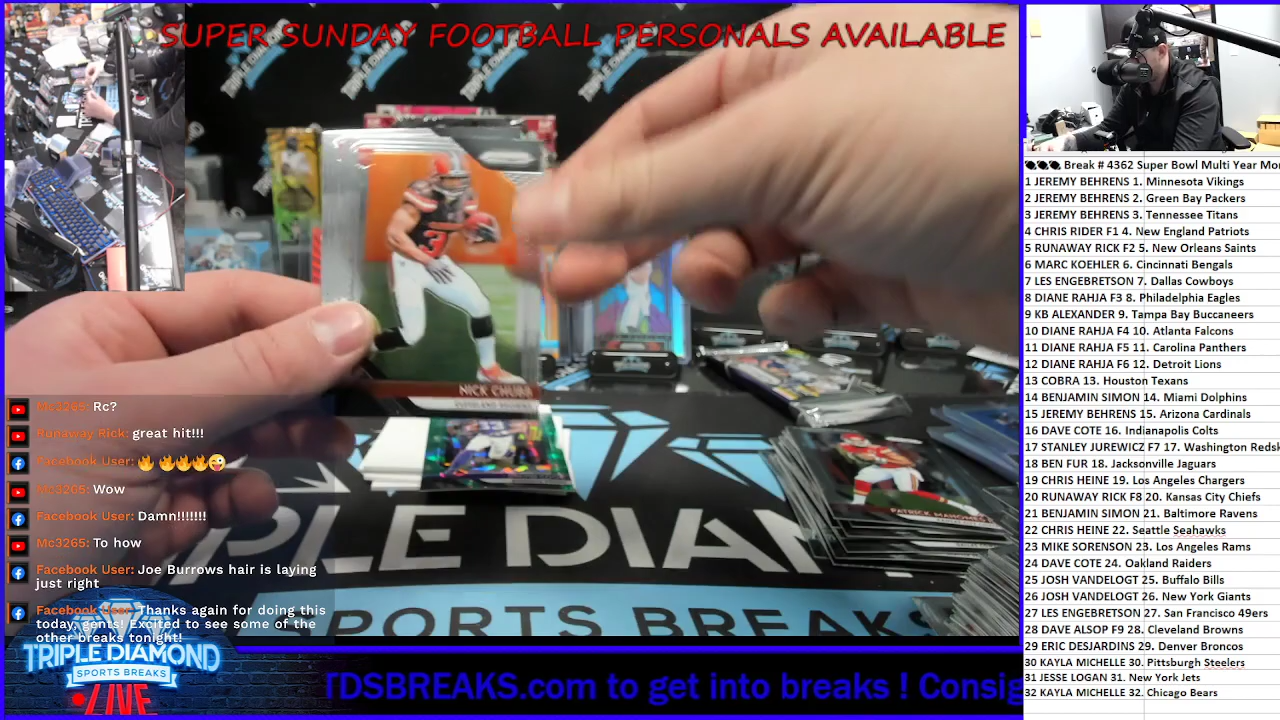 SUPER SUNDAY FOOTBALL PERSONALS AVAILABLE
NICK CHUBB
CLEVELAND BROWNS
PATRICK MAHOMES II
Mc3265: Rc?
Runaway Rick: great hit!!!
Facebook User: 🔥 🔥🔥🔥😜
Mc3265: Wow
Facebook User: Damn!!!!!!!
Mc3265: To how
Facebook User: Joe Burrows hair is laying
just right
Facebook User: Thanks again for doing this
today, gents! Excited to see some of the
other breaks tonight!
TRIPLE DIAMOND
SPORTS BREAKS
LIVE
PLE DIAM
SPORTS BREAKS
TDSBREAKS.com to get into breaks ! Consig
Break # 4362 Super Bowl Multi Year Mo
1 JEREMY BEHRENS 1. Minnesota Vikings
2 JEREMY BEHRENS 2. Green Bay Packers
3 JEREMY BEHRENS 3. Tennesee Titans
4 CHRIS RIDER F1 4. New England Patriots
5 RUNAWAY RICK F2 5. New Orleans Saints
6 MARC KOEHLER 6. Cincinnati Bengals
7 LES ENGEBRETSON 7. Dallas Cowboys
8 DIANE RAHJA F3 8. Philadelphia Eagles
9 KB ALEXANDER 9. Tampa Bay Buccaneers
10 DIANE RAHJA F4 10. Atlanta Falcons
11 DIANE RAHJA F5 11. Carolina Panthers
12 DIANE RAHJA F6 12. Detroit Lions
13 COBRA 13. Houston Texans
14 BENJAMIN SIMON 14. Miami Dolphins
15 JEREMY BEHRENS 15. Arizona Cardinals
16 DAVE COTE 16. Indianapolis Colts
17 STANLEY JUREWICZ F7 17. Washington Redsk
18 BEN FUR 18. Jacksonville Jaguars
19 CHRIS HEINE 19. Los Angeles Chargers
20 RUNAWAY RICK F8 20. Kansas City Chiefs
21 BENJAMIN SIMON 21. Baltimore Ravens
22 CHRIS HEINE 22. Seattle Seahawks
23 MIKE SORENSON 23. Los Angeles Rams
24 DAVE COTE 24. Oakland Raiders
25 JOSH VANDELOGT 25. Buffalo Bills
26 JOSH VANDELOGT 26. New York Giants
27 LES ENGEBRETSON 27. San Francisco 49ers
28 DAVE ALSOP F9 28. Cleveland Browns
29 ERIC DOLAN 29. Denver Broncos
30 KAYLA MICHELLE 30. Pittsburgh Steelers
31 JESSE LOGAN 31. New York Jets
32 KAYLA MICHELLE 32. Chicago Bears